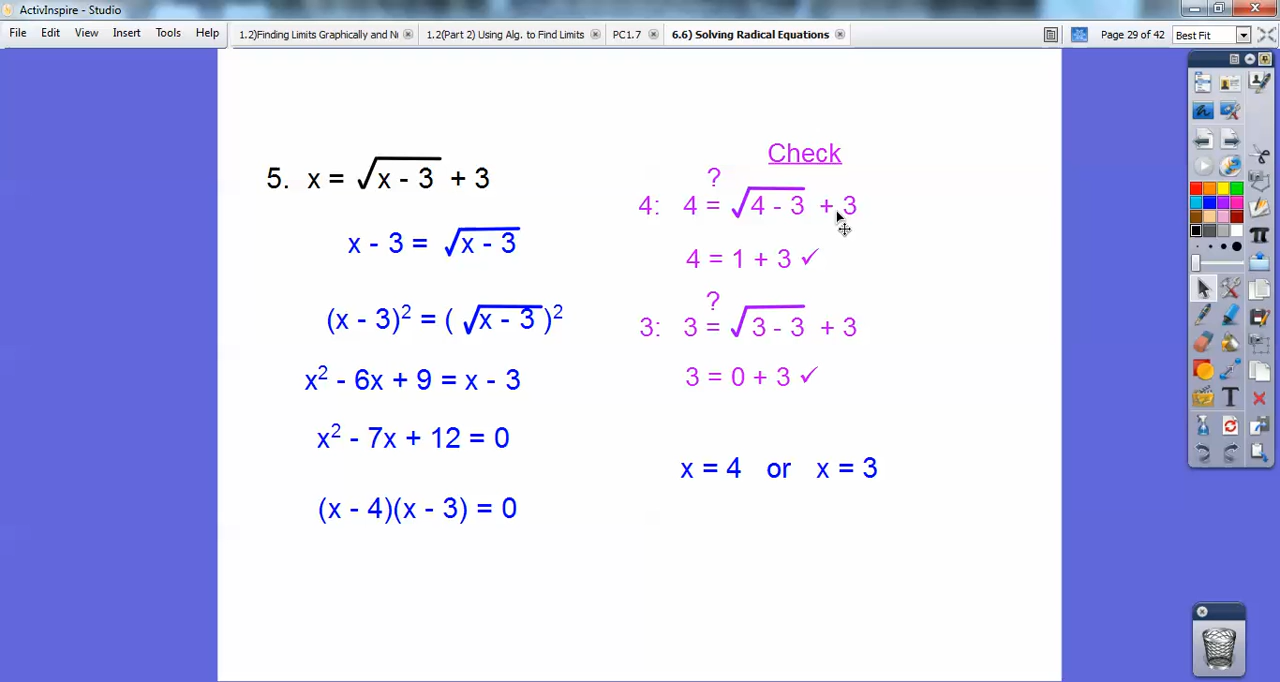 ActivInspire - Studio
File Edit View Insert Tools Help
1.2)Finding Limits Graphically and Nu
1.2(Part 2) Using Alg. to Find Limits
PC1.7
6.6) Solving Radical Equations
Page 29 of 42
Best Fit
5. x = √(x - 3) + 3
x - 3 = √(x - 3)
(x - 3)² = ( √(x - 3) )²
x² - 6x + 9 = x - 3
x² - 7x + 12 = 0
(x - 4)(x - 3) = 0
Check
?
4: 4 = √(4 - 3) + 3
4 = 1 + 3 ✓
?
3: 3 = √(3 - 3) + 3
3 = 0 + 3 ✓
x = 4 or x = 3